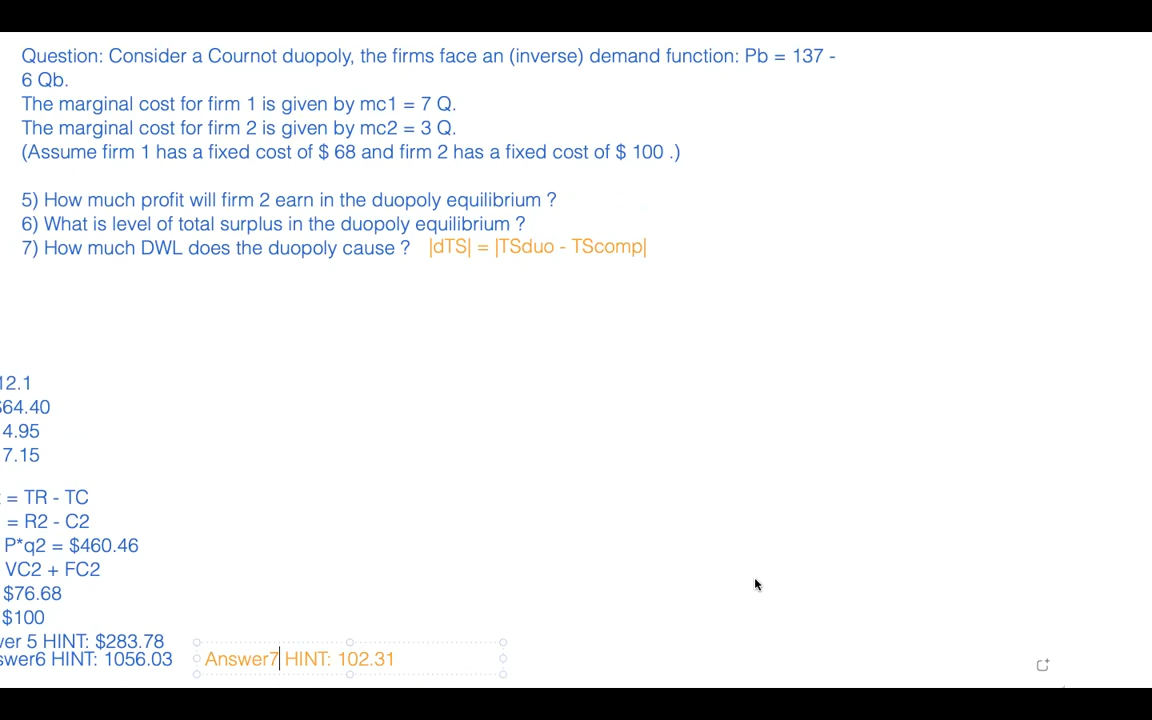 Question: Consider a Cournot duopoly, the firms face an (inverse) demand function: Pb = 137 -
6 Qb.
The marginal cost for firm 1 is given by mc1 = 7 Q.
The marginal cost for firm 2 is given by mc2 = 3 Q.
(Assume firm 1 has a fixed cost of $ 68 and firm 2 has a fixed cost of $ 100 .)
5) How much profit will firm 2 earn in the duopoly equilibrium ?
6) What is level of total surplus in the duopoly equilibrium ?
7) How much DWL does the duopoly cause ? |dTS| = |TSduo - TScomp|
12.1
$64.40
4.95
7.15
= TR - TC
= R2 - C2
P*q2 = $460.46
VC2 + FC2
$76.68
$100
er 5 HINT: $283.78
swer6 HINT: 1056.03 Answer7 HINT: 102.31